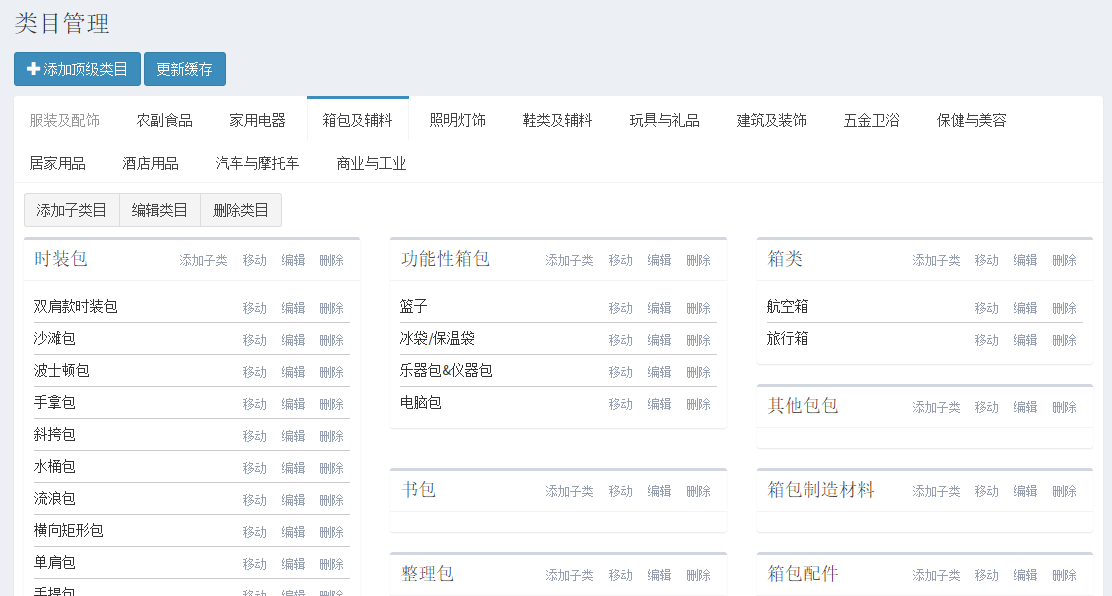 类目管理
添加顶级类目 更新缓存
服装及配饰 农副食品 家用电器 箱包及辅料 照明灯饰 鞋类及辅料 玩具与礼品 建筑及装饰 五金卫浴 保健与美容
居家用品 酒店用品 汽车与摩托车 商业与工业
添加子类目 编辑类目 删除类目
时装包 添加子类 移动 编辑 删除
双肩款时装包 移动 编辑 删除
沙滩包 移动 编辑 删除
波士顿包 移动 编辑 删除
手拿包 移动 编辑 删除
斜挎包 移动 编辑 删除
水桶包 移动 编辑 删除
流浪包 移动 编辑 删除
横向矩形包 移动 编辑 删除
单肩包 移动 编辑 删除
手提包 移动 编辑 删除
功能性箱包 添加子类 移动 编辑 删除
篮子 移动 编辑 删除
冰袋/保温袋 移动 编辑 删除
乐器包&仪器包 移动 编辑 删除
电脑包 移动 编辑 删除
书包 添加子类 移动 编辑 删除
整理包 添加子类 移动 编辑 删除
箱类 添加子类 移动 编辑 删除
航空箱 移动 编辑 删除
旅行箱 移动 编辑 删除
其他包包 添加子类 移动 编辑 删除
箱包制造材料 添加子类 移动 编辑 删除
箱包配件 添加子类 移动 编辑 删除